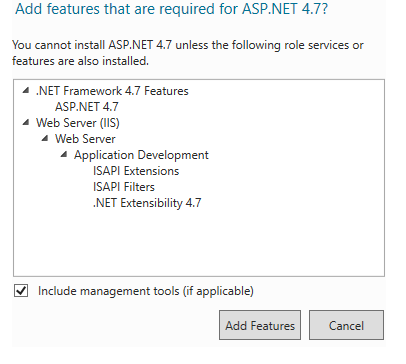 Add features that are required for ASP.NET 4.7?
You cannot install ASP.NET 4.7 unless the following role services or
features are also installed.
.NET Framework 4.7 Features
ASP.NET 4.7
Web Server (IIS)
Web Server
Application Development
ISAPI Extensions
ISAPI Filters
.NET Extensibility 4.7
Include management tools (if applicable)
Add Features Cancel